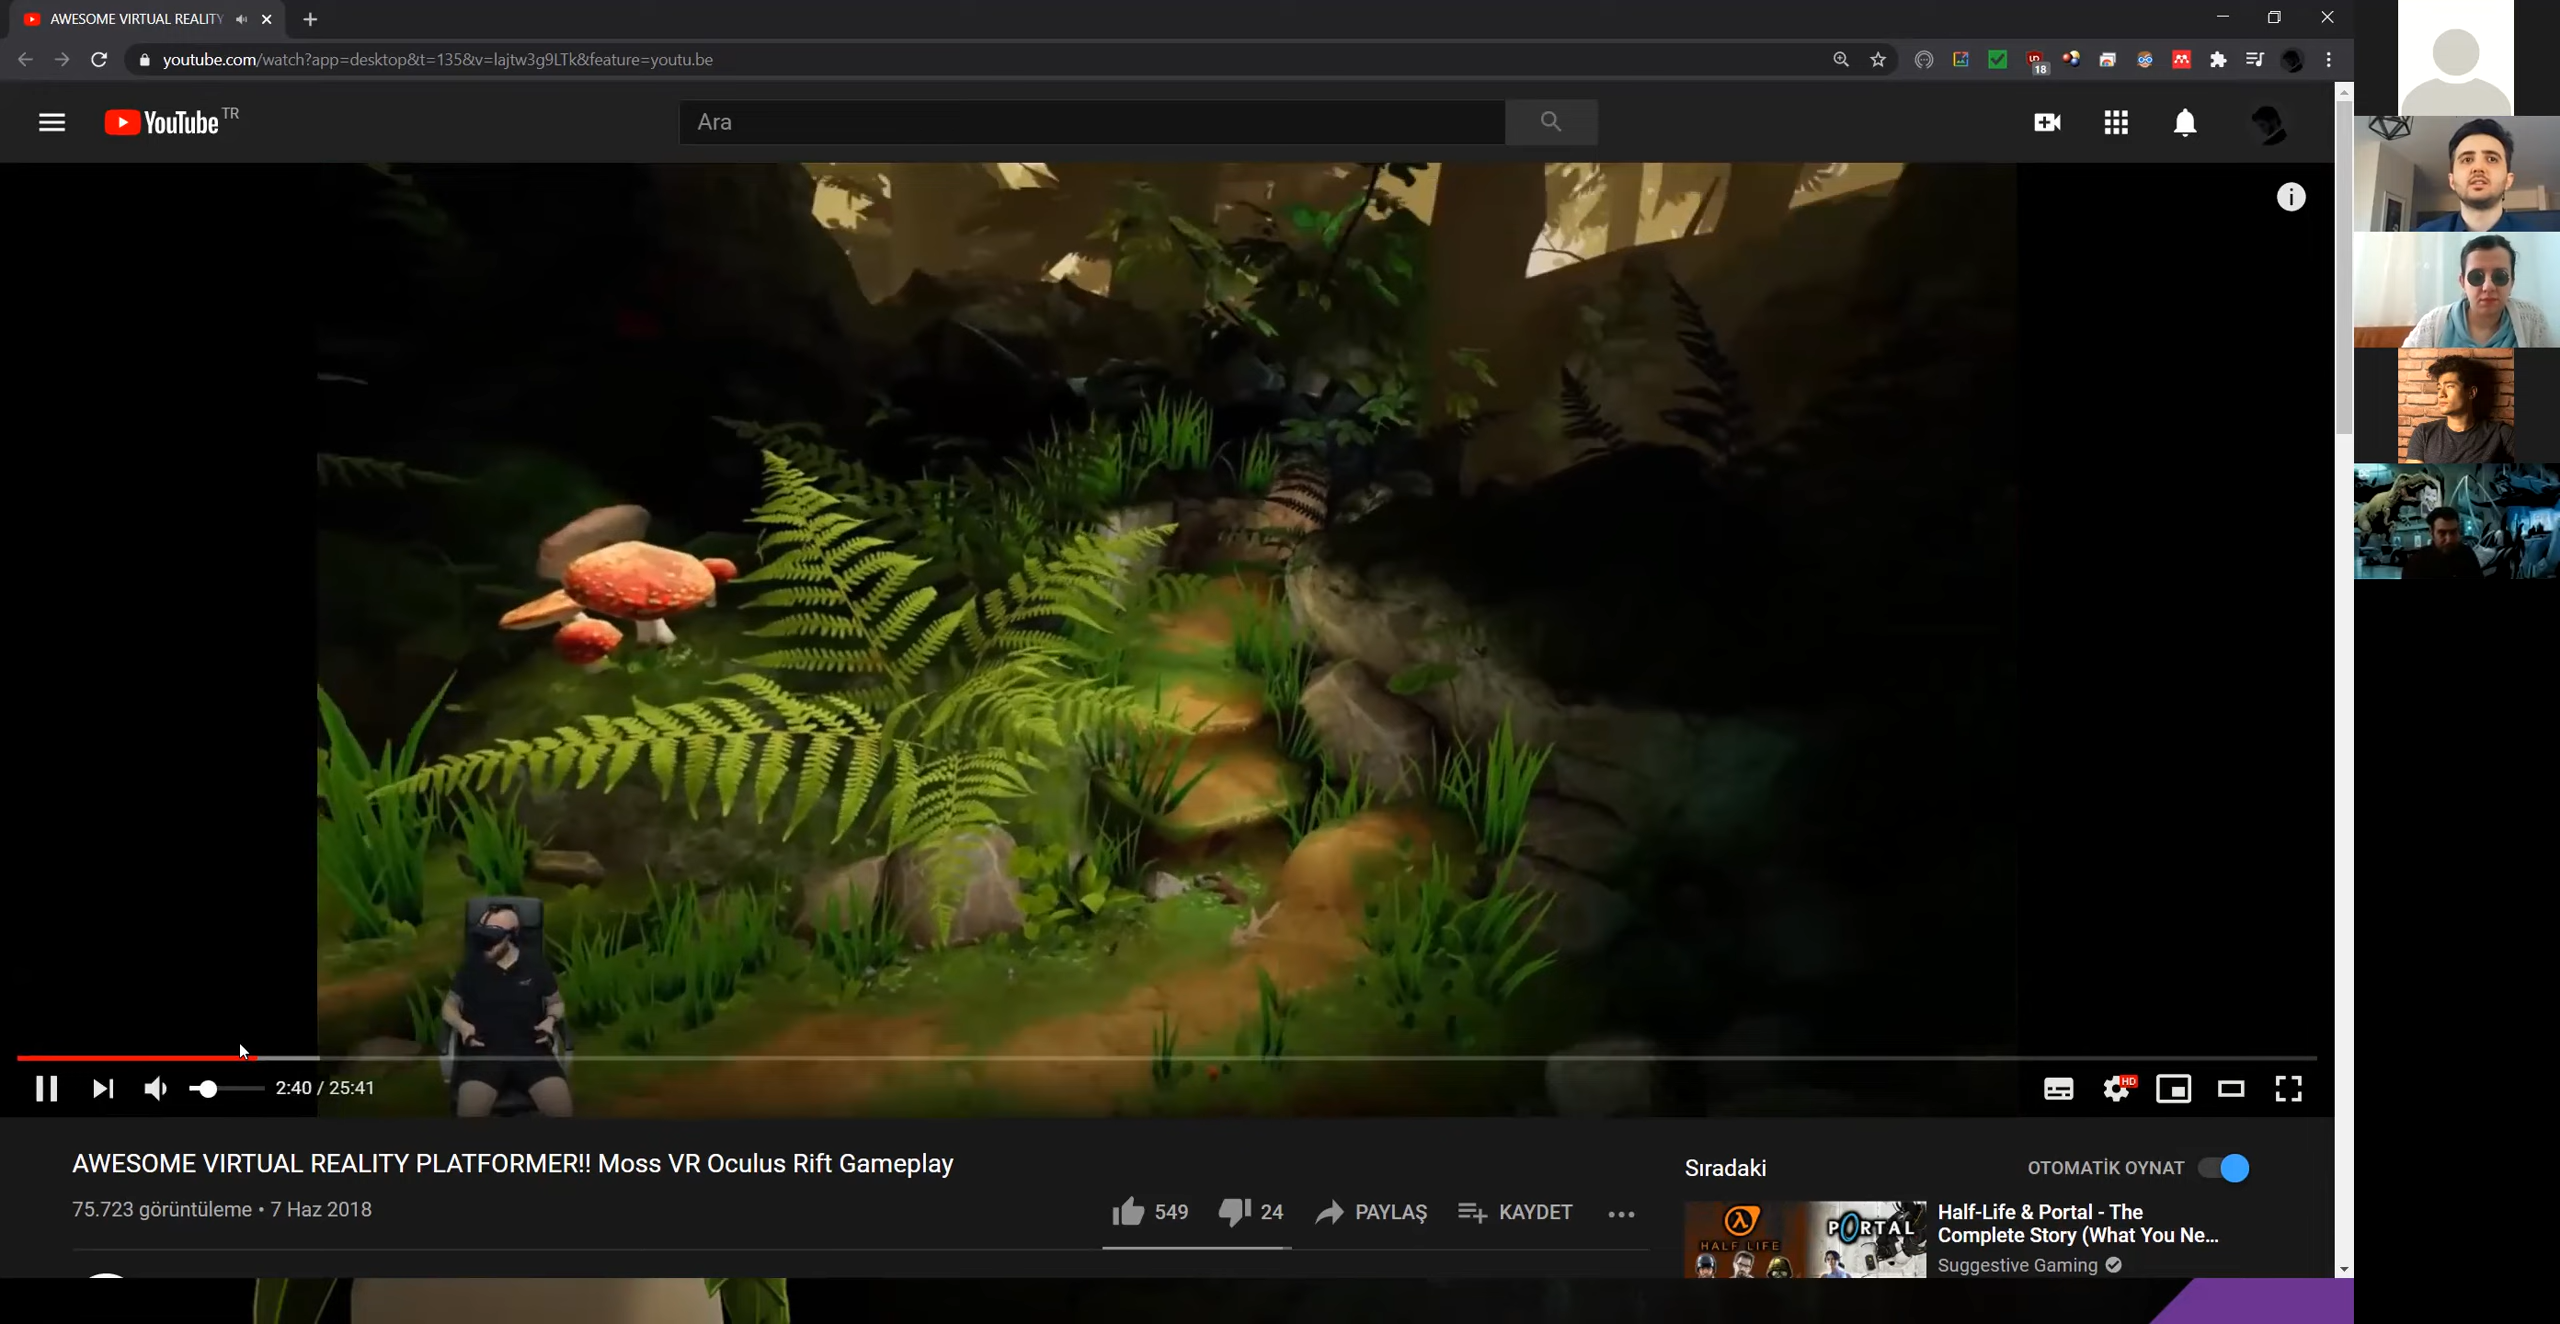 AWESOME VIRTUAL REALITY
youtube.com/watch?app=desktop&t=135&v=lajtw3g9LTk&feature=youtu.be
18
YouTube TR
Ara
2:40 / 25:41
HD
AWESOME VIRTUAL REALITY PLATFORMER!! Moss VR Oculus Rift Gameplay
75.723 görüntüleme • 7 Haz 2018
549
24
PAYLAŞ
KAYDET
Sıradaki
OTOMATİK OYNAT
HALF LIFE
PORTAL
Half-Life & Portal - The
Complete Story (What You Ne...
Suggestive Gaming